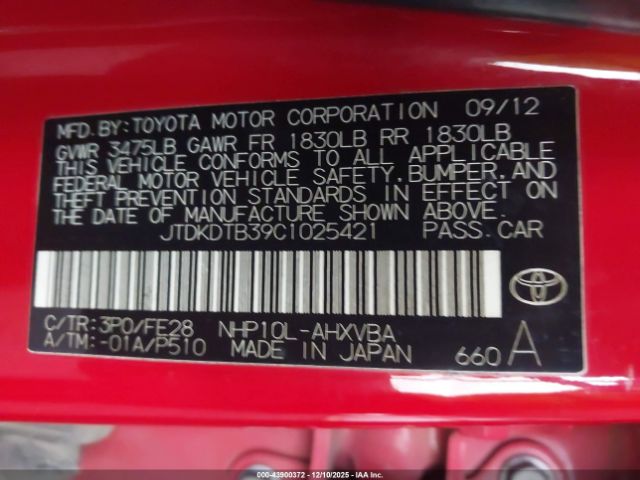 MFD. BY: TOYOTA MOTOR CORPORATION 09/12
GVWR 3475LB GAWR FR 1830LB RR 1830LB
THIS VEHICLE CONFORMS TO ALL APPLICABLE
FEDERAL MOTOR VEHICLE SAFETY, BUMPER, AND
THEFT PREVENTION STANDARDS IN EFFECT ON
THE DATE OF MANUFACTURE SHOWN ABOVE.
JTDKDTB39C1025421 PASS. CAR
C/TR: 3P0/FE28 NHP10L-AHXVBA
A/TM: -01A/P510 MADE IN JAPAN 660 A
000-43900372 - 12/10/2025 - IAA Inc.